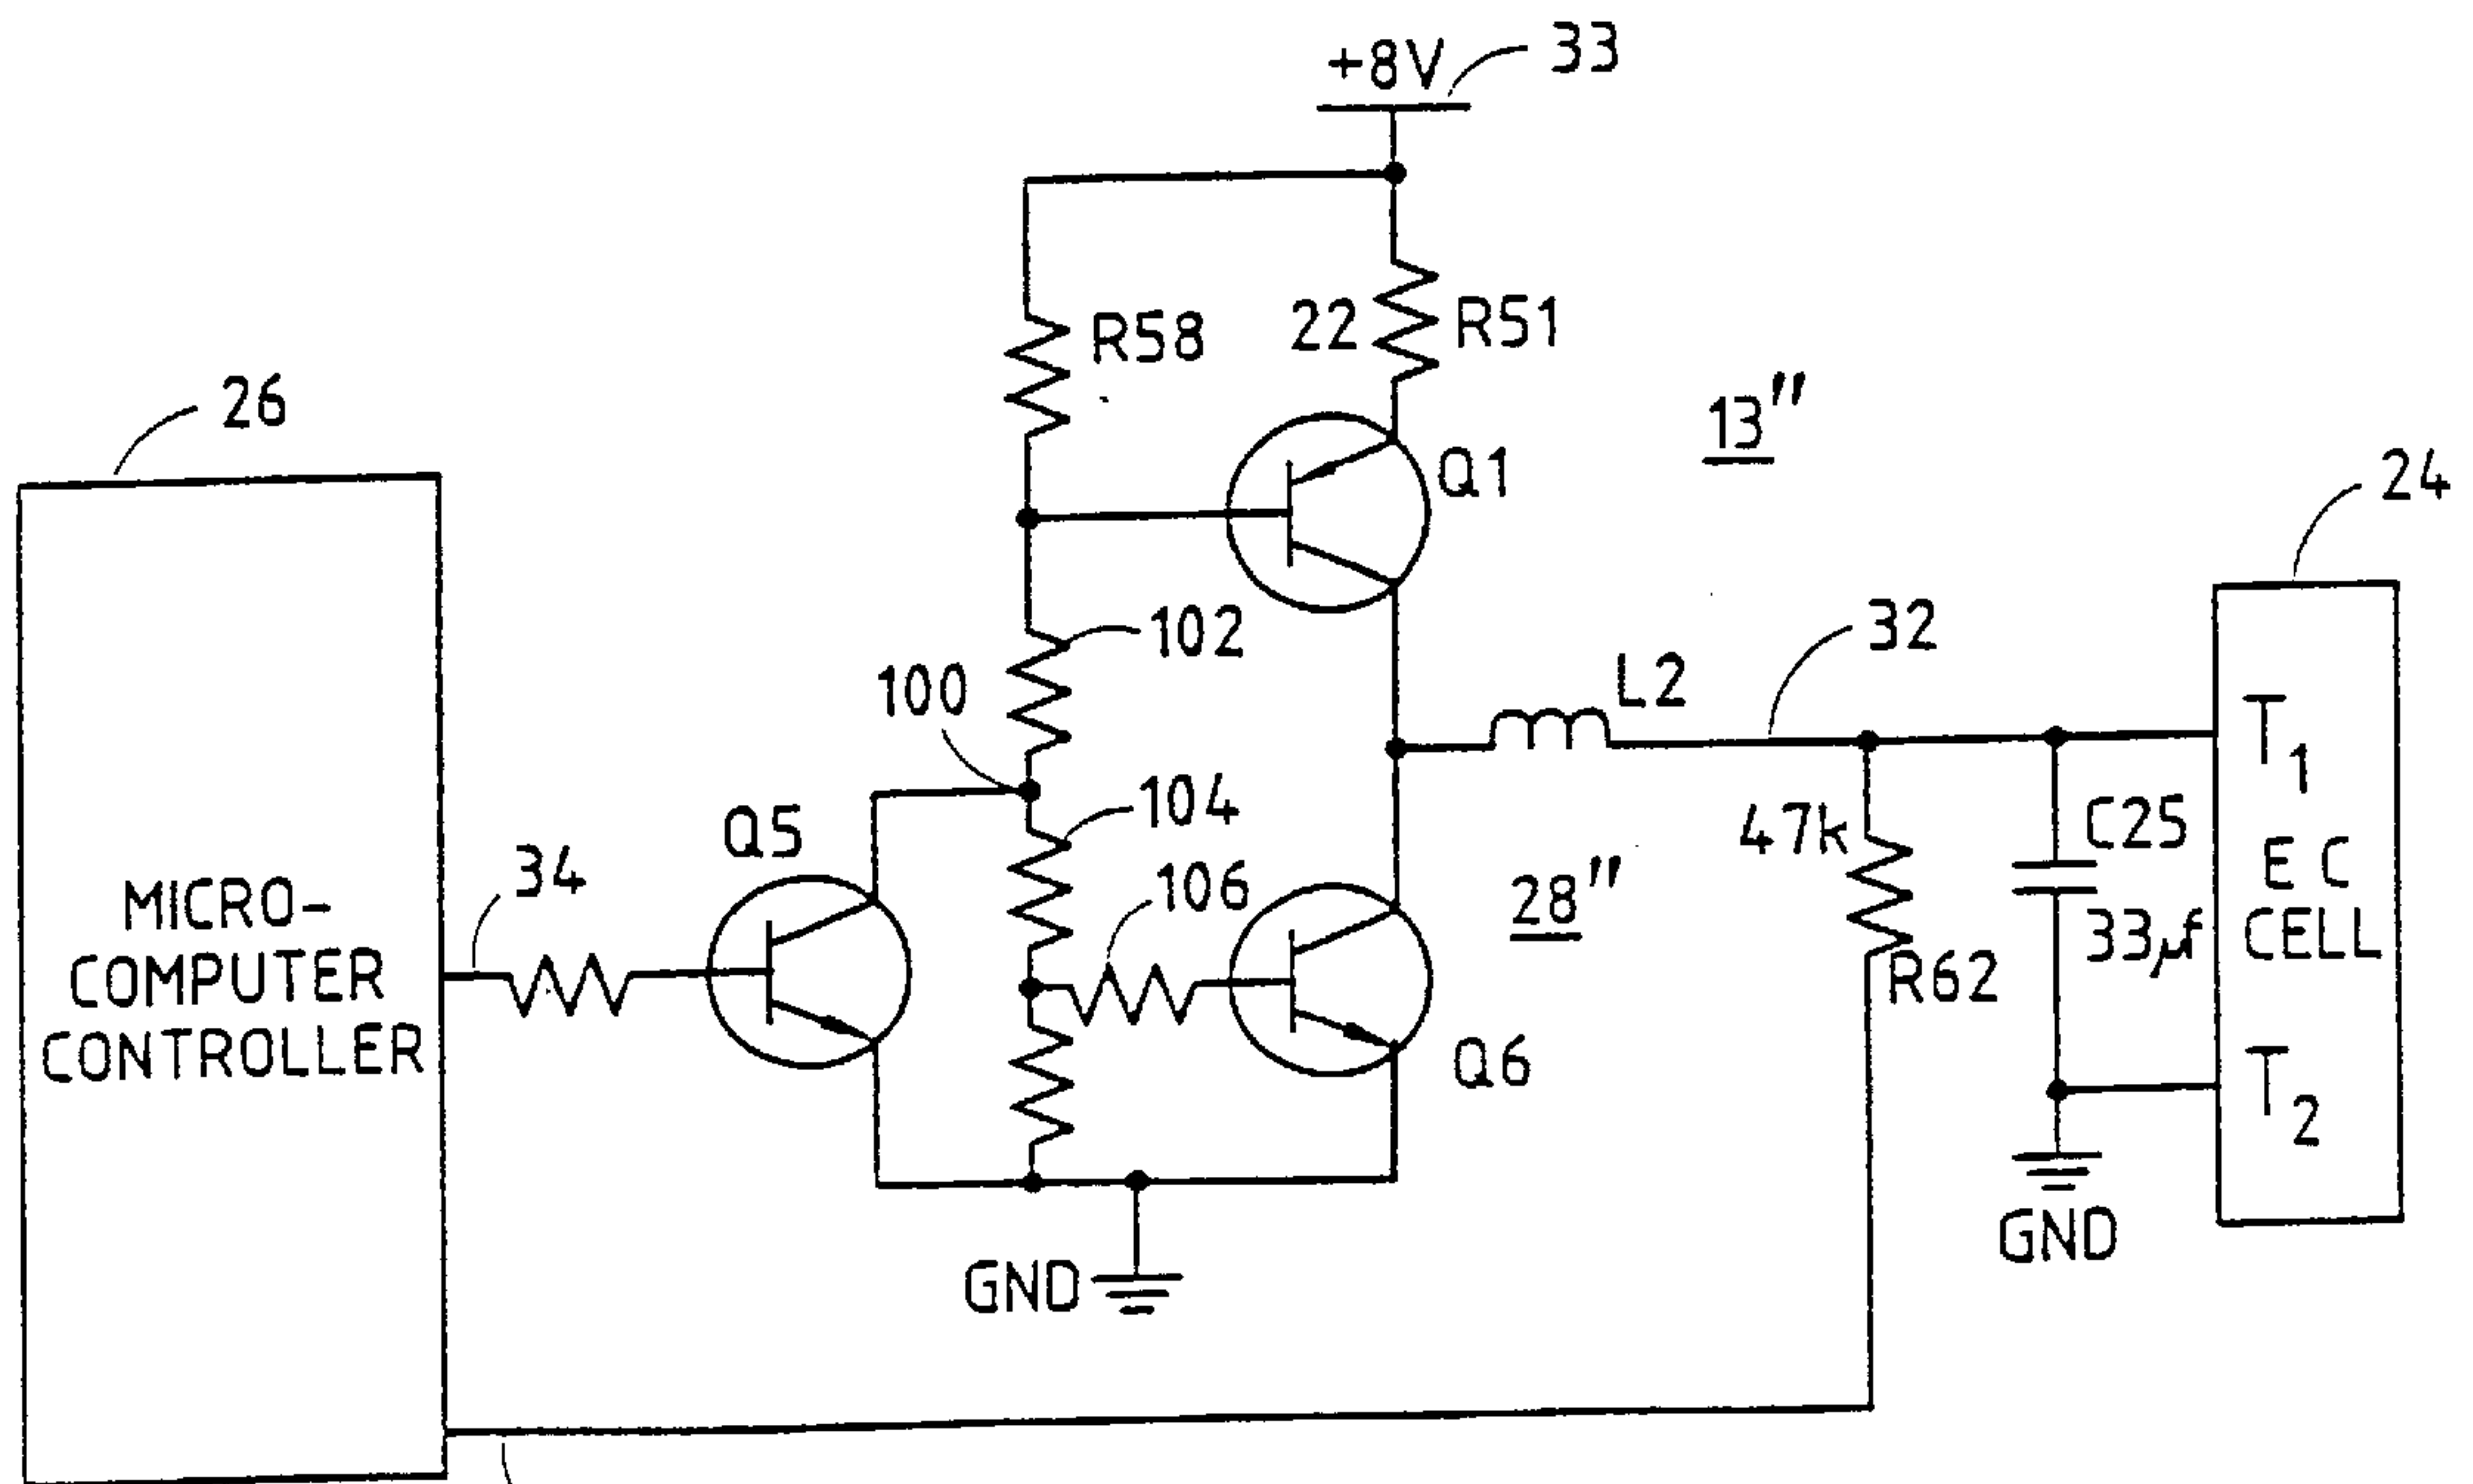 +8V
33
R58
22
R51
26
13"
Q1
24
102
32
100
L2
T1
104
Q5
47k
C25
34
106
28"
E C
MICRO-
33µf
CELL
COMPUTER
R62
CONTROLLER
Q6
T2
GND
GND